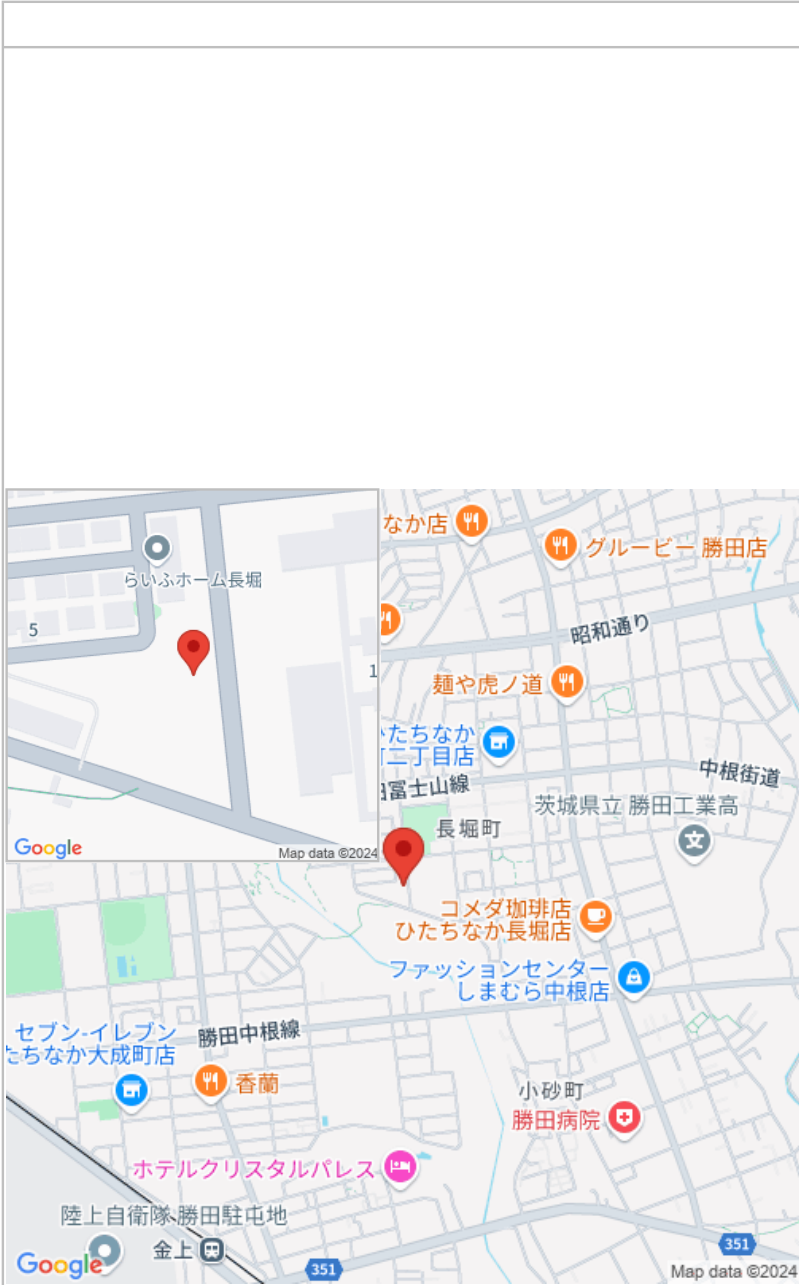 らいふホーム長堀
5
1
Google
Map data ©2024
なか店
グルービー 勝田店
昭和通り
麺や虎ノ道
たちなか
二丁目店
中根街道
富士山線
茨城県立 勝田工業高
長堀町
文
コメダ珈琲店
ひたちなか長堀店
ファッションセンター
しまむら中根店
セブン-イレブン
たちなか大成町店
勝田中根線
香蘭
小砂町
勝田病院
ホテルクリスタルパレス
陸上自衛隊 勝田駐屯地
金上
351
351
Google
Map data ©2024